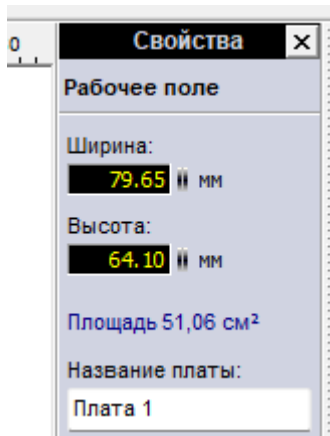 0
Свойства
Рабочее поле
Ширина:
79.65 мм
Высота:
64.10 мм
Площадь 51,06 см²
Название платы:
Плата 1